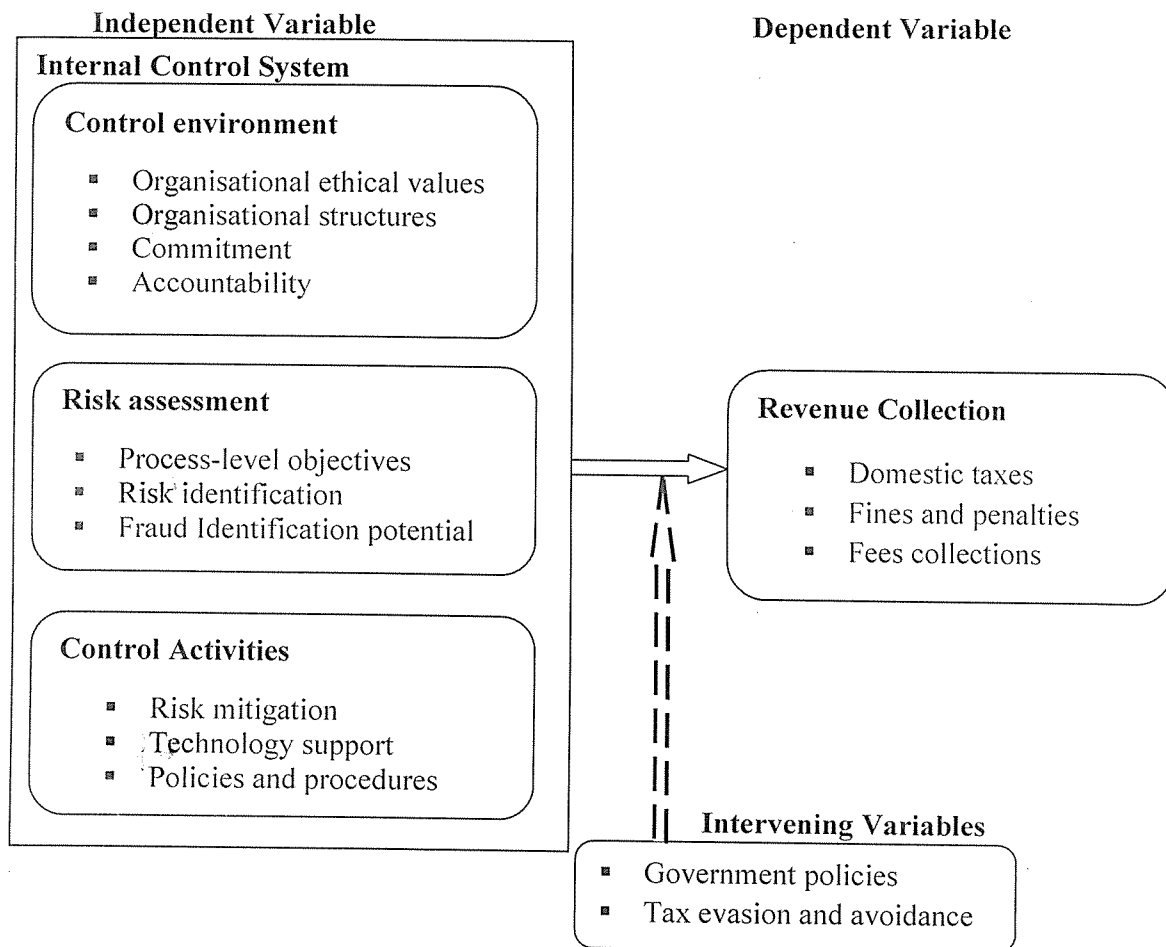 Independent Variable
Dependent Variable
Internal Control System
Control environment
▪ Organisational ethical values
▪ Organisational structures
▪ Commitment
▪ Accountability
Risk assessment
▪ Process-level objectives
▪ Risk identification
▪ Fraud Identification potential
Control Activities
▪ Risk mitigation
▪ Technology support
▪ Policies and procedures
Revenue Collection
▪ Domestic taxes
▪ Fines and penalties
▪ Fees collections
Intervening Variables
▪ Government policies
▪ Tax evasion and avoidance